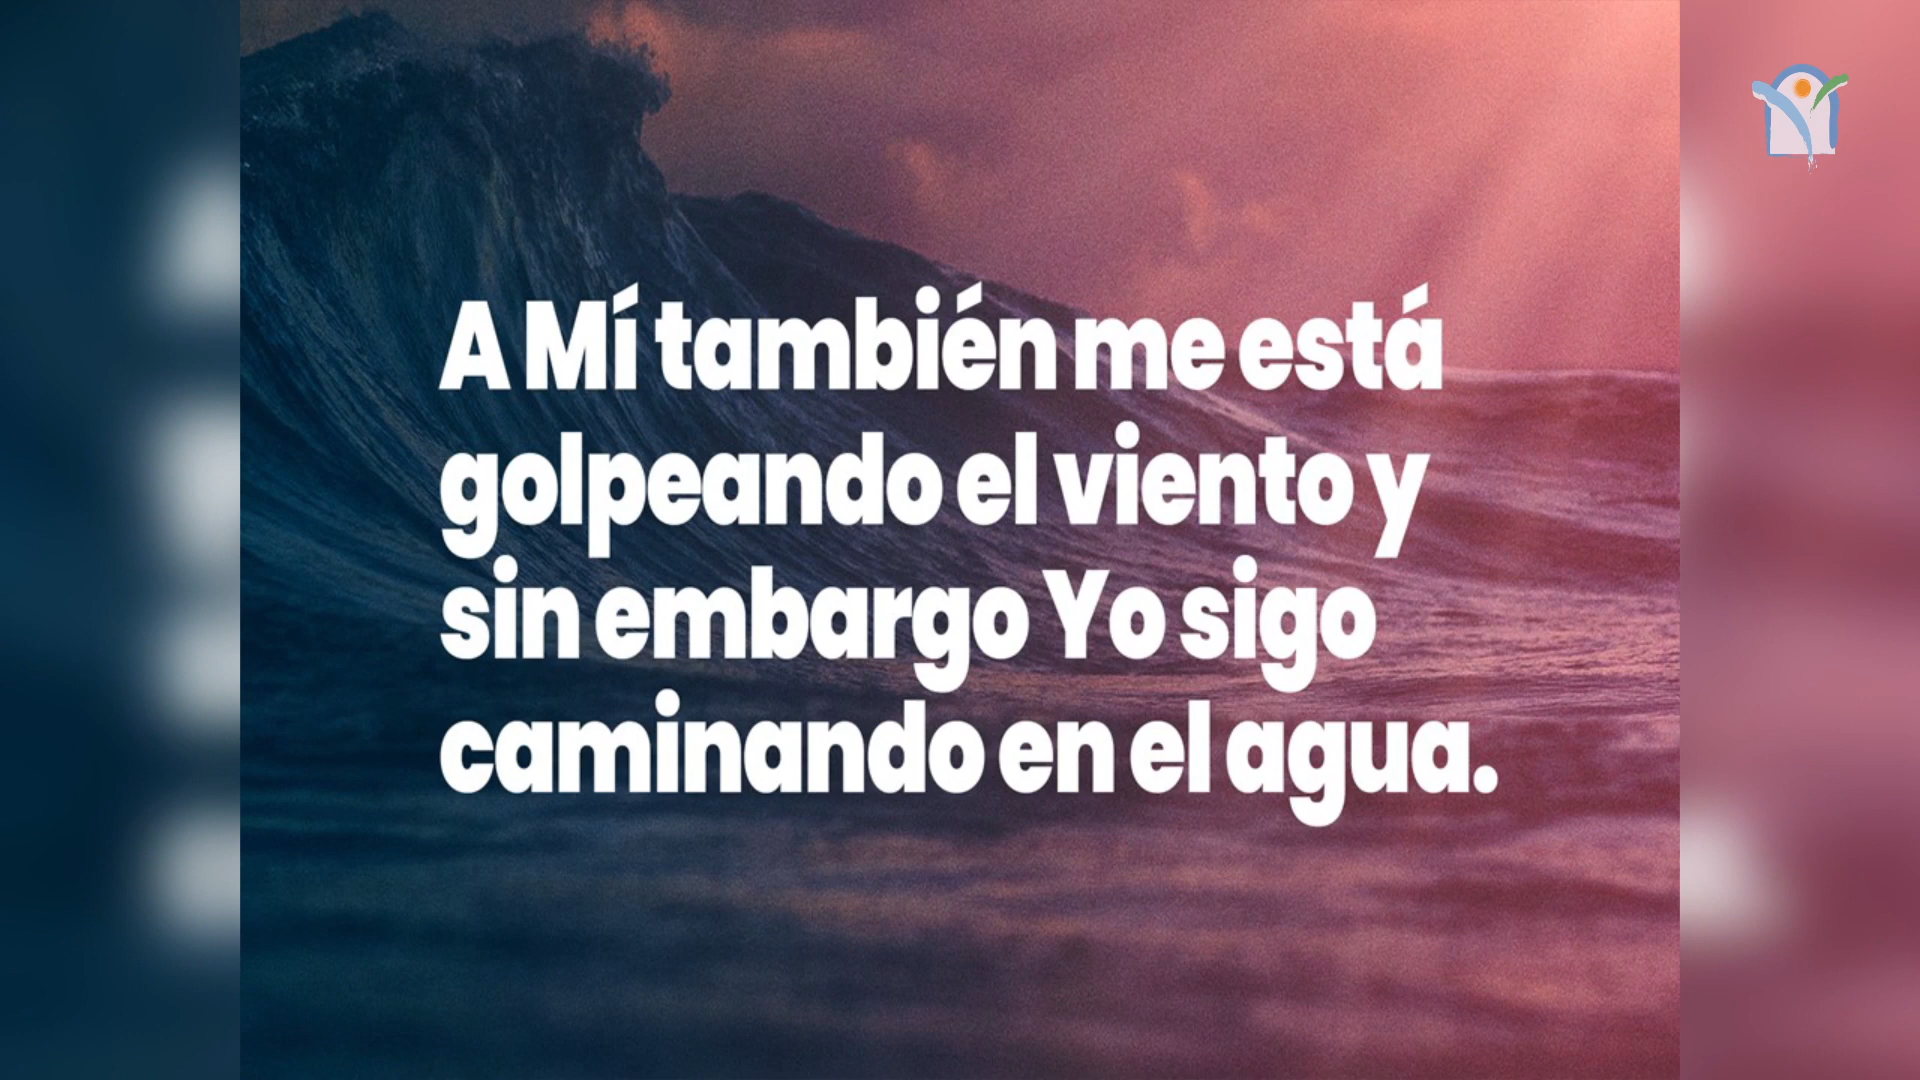 A Mí también me está
golpeando el viento y
sin embargo Yo sigo
caminando en el agua.